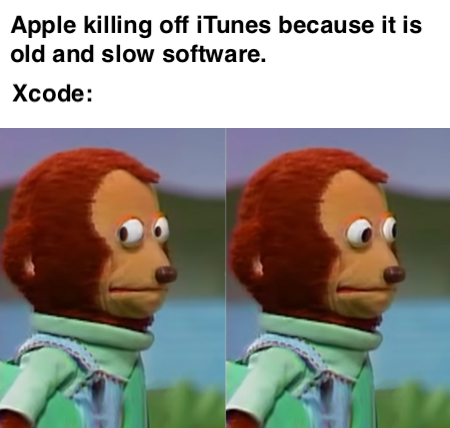 Apple killing off iTunes because it is
old and slow software.
Xcode: